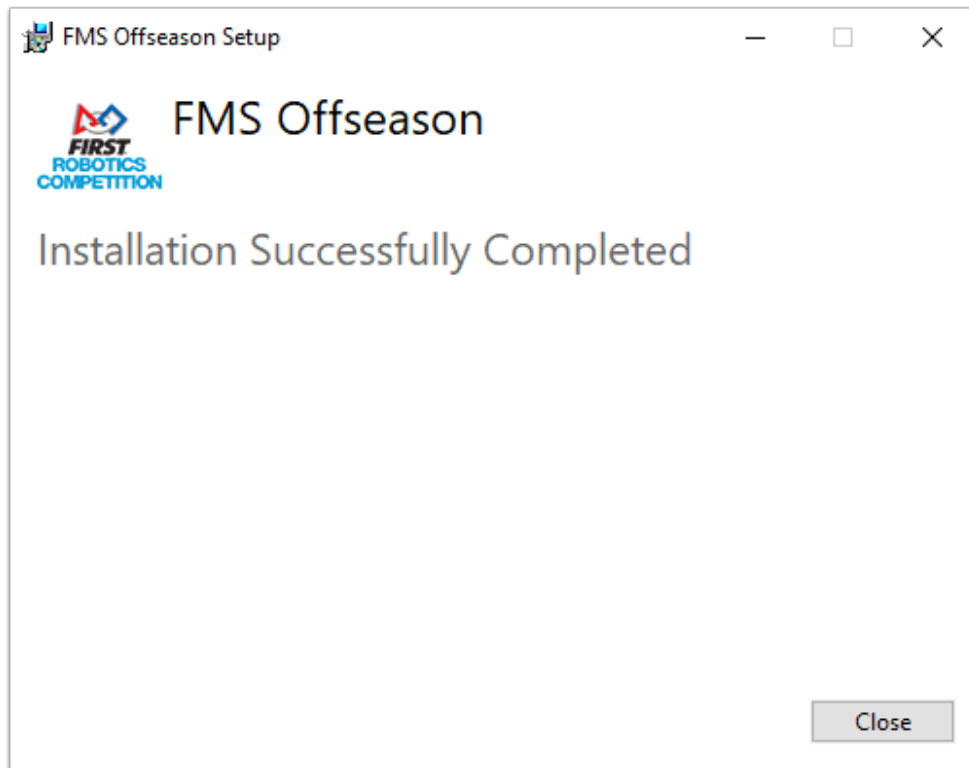 FMS Offseason Setup
FMS Offseason
FIRST
ROBOTICS
COMPETITION
Installation Successfully Completed
Close